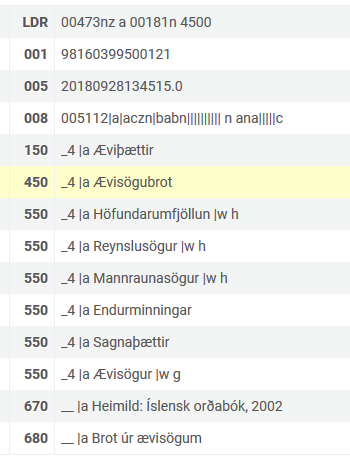 LDR 00473nz a 00181n 4500
001 98160399500121
005 20180928134515.0
008 005112|a|aczn|babn|||||||||| n ana|||||c
150 _4 |a Æviþættir
450 _4 |a Ævisögubrot
550 _4 |a Höfundarumfjöllun |w h
550 _4 |a Reynslusögur |w h
550 _4 |a Mannraunasögur |w h
550 _4 |a Endurminningar
550 _4 |a Sagnaþættir
550 _4 |a Ævisögur |w g
670 __ |a Heimild: Íslensk orðabók, 2002
680 __ |a Brot úr ævisögum